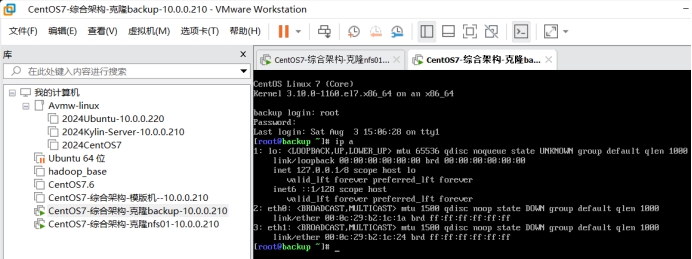 CentOS7-综合架构-克隆backup-10.0.0.210 - VMware Workstation
文件(F) 编辑(E) 查看(V) 虚拟机(M) 选项卡(T) 帮助(H)
库
在此处键入内容进行搜索
我的计算机
Avmw-linux
2024Ubuntu-10.0.0.220
2024Kylin-Server-10.0.0.210
2024CentOS7
Ubuntu 64 位
hadoop_base
CentOS7.6
CentOS7-综合架构-模版机--10.0.0.210
CentOS7-综合架构-克隆backup-10.0.0.210
CentOS7-综合架构-克隆nfs01-10.0.0.210
CentOS7-综合架构-克隆nfs01...
CentOS7-综合架构-克隆ba...
CentOS Linux 7 (Core)
Kernel 3.10.0-1160.el7.x86_64 on an x86_64
backup login: root
Password:
Last login: Sat Aug  3 15:06:28 on tty1
[root@backup ~]# ip a
1: lo: <LOOPBACK,UP,LOWER_UP> mtu 65536 qdisc noqueue state UNKNOWN group default qlen 1000
link/loopback 00:00:00:00:00:00 brd 00:00:00:00:00:00
inet 127.0.0.1/8 scope host lo
valid_lft forever preferred_lft forever
inet6 ::1/128 scope host
valid_lft forever preferred_lft forever
2: eth0: <BROADCAST,MULTICAST> mtu 1500 qdisc noop state DOWN group default qlen 1000
link/ether 00:0c:29:b2:1c:1a brd ff:ff:ff:ff:ff:ff
3: eth1: <BROADCAST,MULTICAST> mtu 1500 qdisc noop state DOWN group default qlen 1000
link/ether 00:0c:29:b2:1c:24 brd ff:ff:ff:ff:ff:ff
[root@backup ~]# _